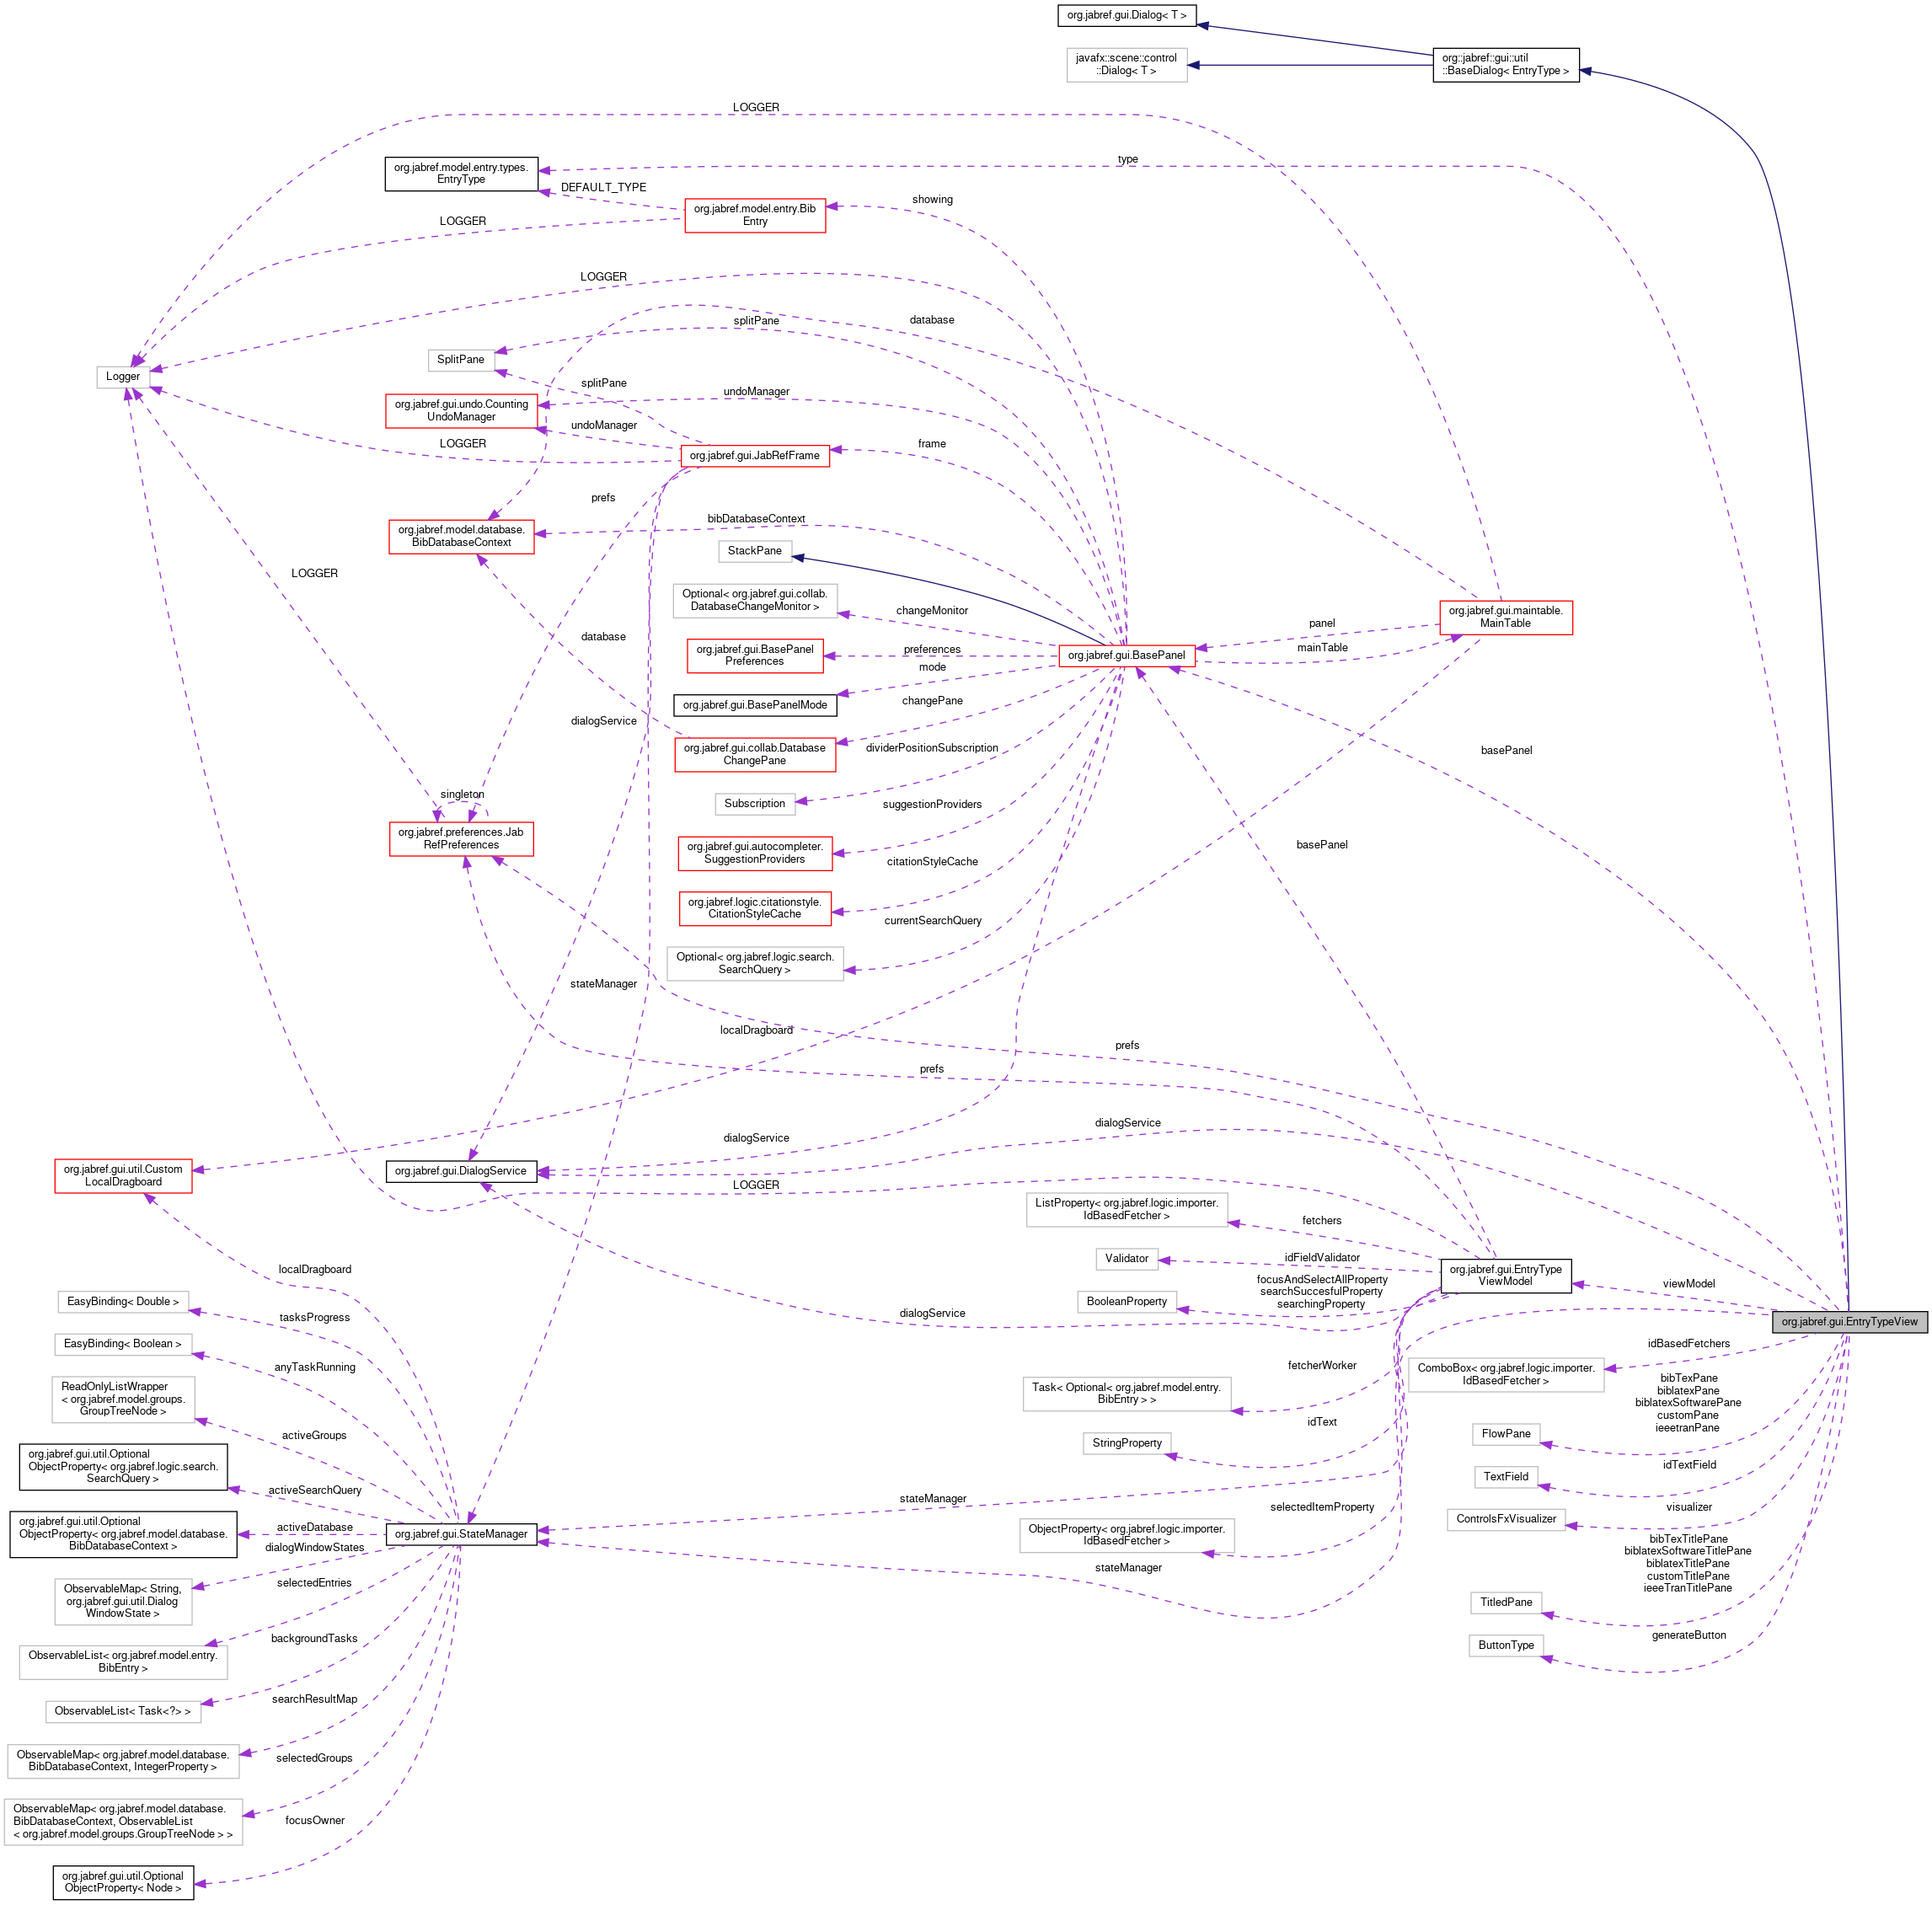 org.jabref.gui.Dialog< T >
javafx::scene::control
::Dialog< T >
org::jabref::gui::util
::BaseDialog< EntryType >
LOGGER
org.jabref.model.entry.types.
EntryType
type
DEFAULT_TYPE
org.jabref.model.entry.Bib
Entry
showing
LOGGER
LOGGER
splitPane
database
Logger
SplitPane
splitPane
org.jabref.gui.undo.Counting
UndoManager
undoManager
undoManager
LOGGER
org.jabref.gui.JabRefFrame
frame
prefs
org.jabref.model.database.
BibDatabaseContext
bibDatabaseContext
StackPane
LOGGER
Optional< org.jabref.gui.collab.
DatabaseChangeMonitor >
changeMonitor
org.jabref.gui.maintable.
MainTable
panel
mainTable
database
org.jabref.gui.BasePanel
Preferences
preferences
org.jabref.gui.BasePanel
mode
org.jabref.gui.BasePanelMode
changePane
dialogService
org.jabref.gui.collab.Database
ChangePane
dividerPositionSubscription
basePanel
singleton
Subscription
suggestionProviders
org.jabref.preferences.Jab
RefPreferences
org.jabref.gui.autocompleter.
SuggestionProviders
citationStyleCache
basePanel
org.jabref.logic.citationstyle.
CitationStyleCache
currentSearchQuery
Optional< org.jabref.logic.search.
SearchQuery >
stateManager
localDragboard
prefs
prefs
dialogService
dialogService
org.jabref.gui.util.Custom
LocalDragboard
org.jabref.gui.DialogService
LOGGER
ListProperty< org.jabref.logic.importer.
IdBasedFetcher >
fetchers
Validator
idFieldValidator
org.jabref.gui.EntryType
ViewModel
viewModel
localDragboard
focusAndSelectAllProperty
searchSuccesfulProperty
searchingProperty
BooleanProperty
EasyBinding< Double >
tasksProgress
dialogService
org.jabref.gui.EntryTypeView
EasyBinding< Boolean >
anyTaskRunning
fetcherWorker
idBasedFetchers
ComboBox< org.jabref.logic.importer.
IdBasedFetcher >
ReadOnlyListWrapper
< org.jabref.model.groups.
GroupTreeNode >
Task< Optional< org.jabref.model.entry.
BibEntry > >
bibTexPane
biblatexPane
biblatexSoftwarePane
customPane
ieeetranPane
activeGroups
idText
StringProperty
FlowPane
org.jabref.gui.util.Optional
ObjectProperty< org.jabref.logic.search.
SearchQuery >
idTextField
TextField
activeSearchQuery
stateManager
selectedItemProperty
visualizer
ControlsFxVisualizer
org.jabref.gui.util.Optional
ObjectProperty< org.jabref.model.database.
BibDatabaseContext >
activeDatabase
org.jabref.gui.StateManager
ObjectProperty< org.jabref.logic.importer.
IdBasedFetcher >
dialogWindowStates
bibTexTitlePane
biblatexSoftwareTitlePane
biblatexTitlePane
customTitlePane
ieeeTranTitlePane
stateManager
selectedEntries
ObservableMap< String,
org.jabref.gui.util.Dialog
WindowState >
TitledPane
backgroundTasks
generateButton
ButtonType
ObservableList< org.jabref.model.entry.
BibEntry >
searchResultMap
ObservableList< Task<?> >
ObservableMap< org.jabref.model.database.
BibDatabaseContext, IntegerProperty >
selectedGroups
ObservableMap< org.jabref.model.database.
BibDatabaseContext, ObservableList
< org.jabref.model.groups.GroupTreeNode > >
focusOwner
org.jabref.gui.util.Optional
ObjectProperty< Node >